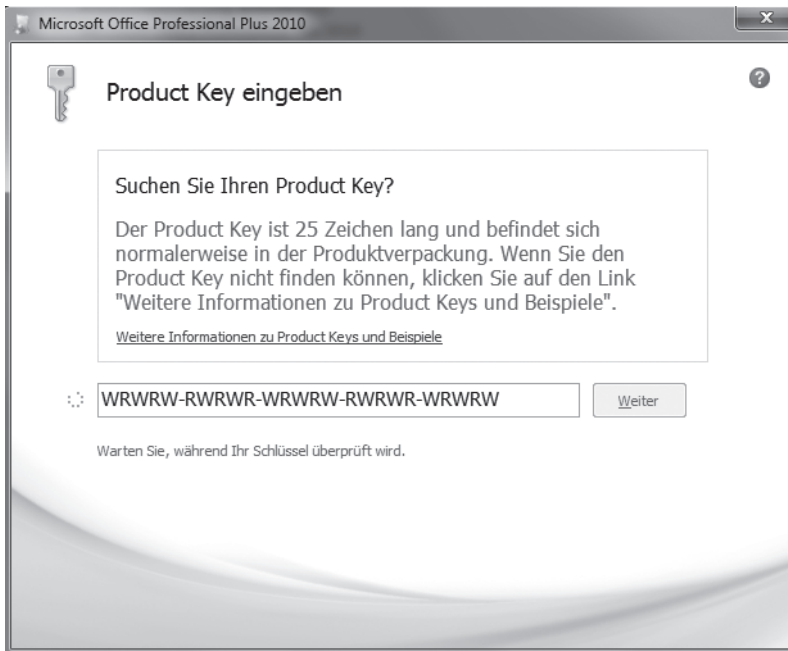 Microsoft Office Professional Plus 2010
Product Key eingeben
Suchen Sie Ihren Product Key?
Der Product Key ist 25 Zeichen lang und befindet sich
normalerweise in der Produktverpackung. Wenn Sie den
Product Key nicht finden können, klicken Sie auf den Link
"Weitere Informationen zu Product Keys und Beispiele".
Weitere Informationen zu Product Keys und Beispiele
WRWRW-RWRWR-WRWRW-RWRWR-WRWRW
Weiter
Warten Sie, während Ihr Schlüssel überprüft wird.